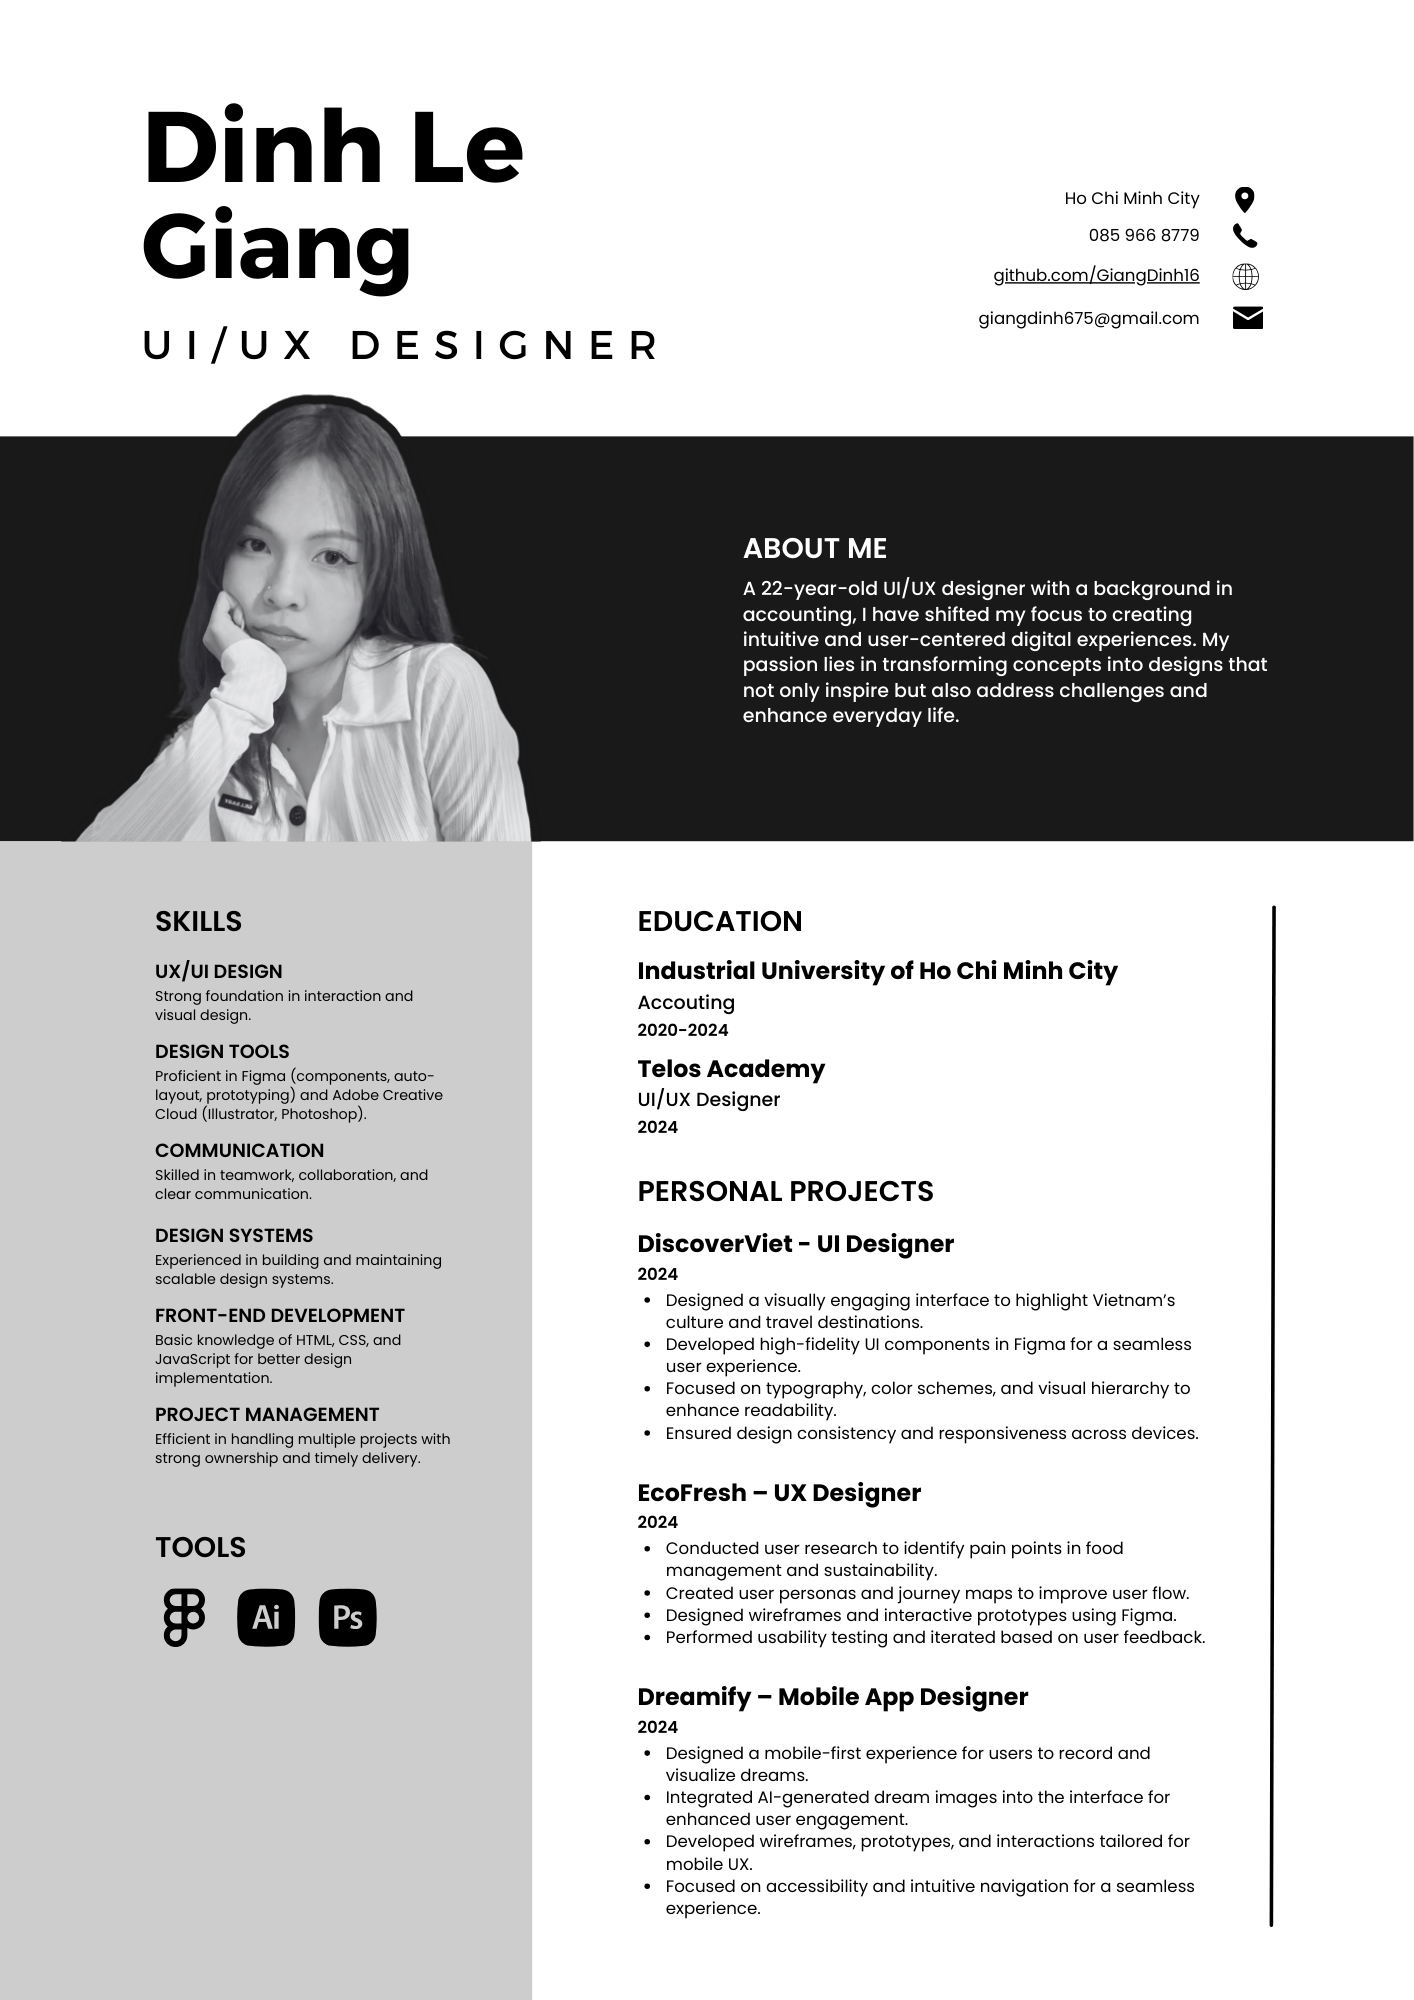 Dinh Le
Giang
UI/UX DESIGNER
Ho Chi Minh City
085 966 8779
github.com/GiangDinh16
giangdinh675@gmail.com
ABOUT ME
A 22-year-old UI/UX designer with a background in
accounting, I have shifted my focus to creating
intuitive and user-centered digital experiences. My
passion lies in transforming concepts into designs that
not only inspire but also address challenges and
enhance everyday life.
SKILLS
UX/UI DESIGN
Strong foundation in interaction and
visual design.
DESIGN TOOLS
Proficient in Figma (components, auto-
layout, prototyping) and Adobe Creative
Cloud (Illustrator, Photoshop).
COMMUNICATION
Skilled in teamwork, collaboration, and
clear communication.
DESIGN SYSTEMS
Experienced in building and maintaining
scalable design systems.
FRONT-END DEVELOPMENT
Basic knowledge of HTML, CSS, and
JavaScript for better design
implementation.
PROJECT MANAGEMENT
Efficient in handling multiple projects with
strong ownership and timely delivery.
TOOLS
Ai Ps
EDUCATION
Industrial University of Ho Chi Minh City
Accouting
2020-2024
Telos Academy
UI/UX Designer
2024
PERSONAL PROJECTS
DiscoverViet - UI Designer
2024
• Designed a visually engaging interface to highlight Vietnam’s
culture and travel destinations.
• Developed high-fidelity UI components in Figma for a seamless
user experience.
• Focused on typography, color schemes, and visual hierarchy to
enhance readability.
• Ensured design consistency and responsiveness across devices.
EcoFresh – UX Designer
2024
• Conducted user research to identify pain points in food
management and sustainability.
• Created user personas and journey maps to improve user flow.
• Designed wireframes and interactive prototypes using Figma.
• Performed usability testing and iterated based on user feedback.
Dreamify – Mobile App Designer
2024
• Designed a mobile-first experience for users to record and
visualize dreams.
• Integrated AI-generated dream images into the interface for
enhanced user engagement.
• Developed wireframes, prototypes, and interactions tailored for
mobile UX.
• Focused on accessibility and intuitive navigation for a seamless
experience.